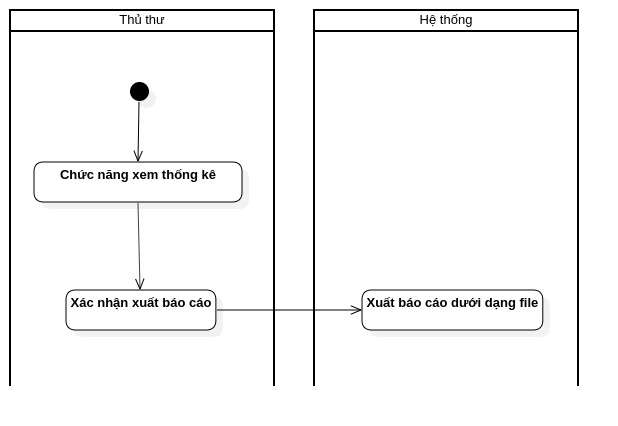 Thủ thư
Hệ thống
Chức năng xem thống kê
Xác nhận xuất báo cáo
Xuất báo cáo dưới dạng file